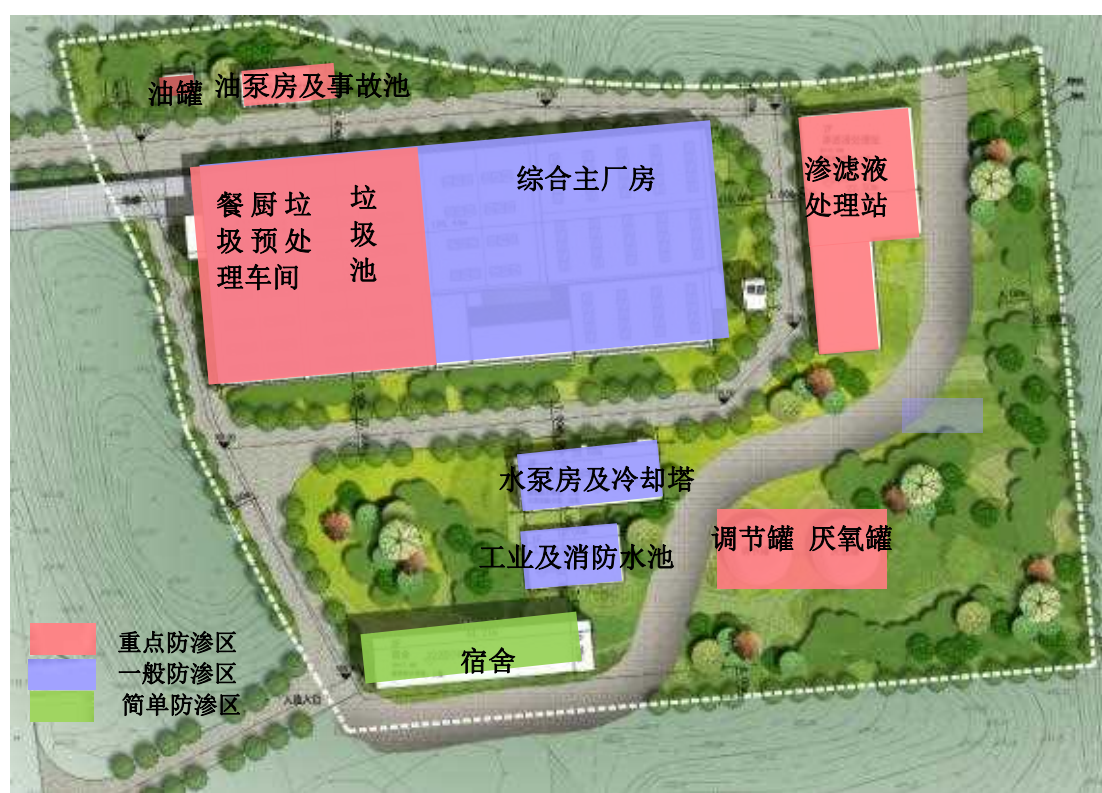 油罐
油泵房及事故池
餐厨垃
圾预处
理车间
垃
圾
池
综合主厂房
渗滤液
处理站
水泵房及冷却塔
工业及消防水池
调节罐
厌氧罐
宿舍
重点防渗区
一般防渗区
简单防渗区